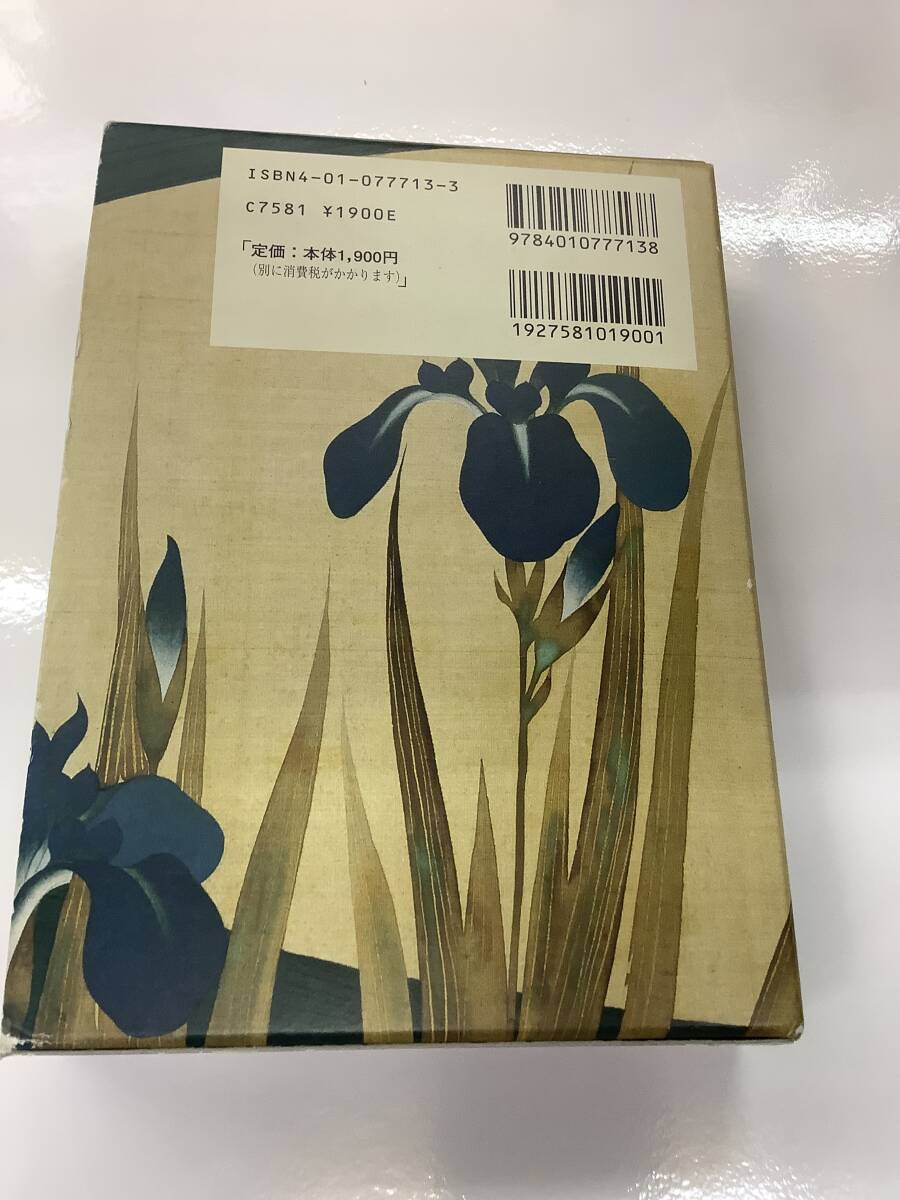 ISBN4-01-077713-3
C7581 ¥1900E
「定価：本体1,900円
（別に消費税がかかります）」
9784010777138
1927581019001